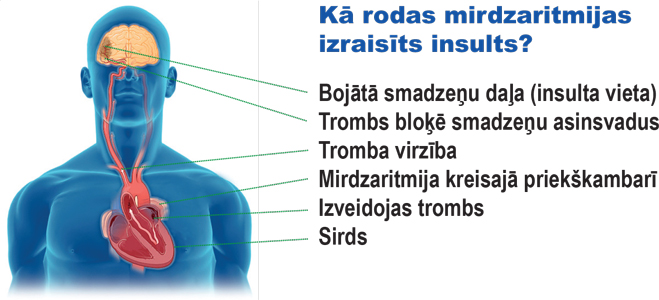 Kā rodas mirdzaritmijas
izraisīts insults?
Bojātā smadzeņu daļa (insulta vieta)
Trombs bloķē smadzeņu asinsvadus
Tromba virzība
Mirdzaritmija kreisajā priekškambarī
Izveidojas trombs
Sirds